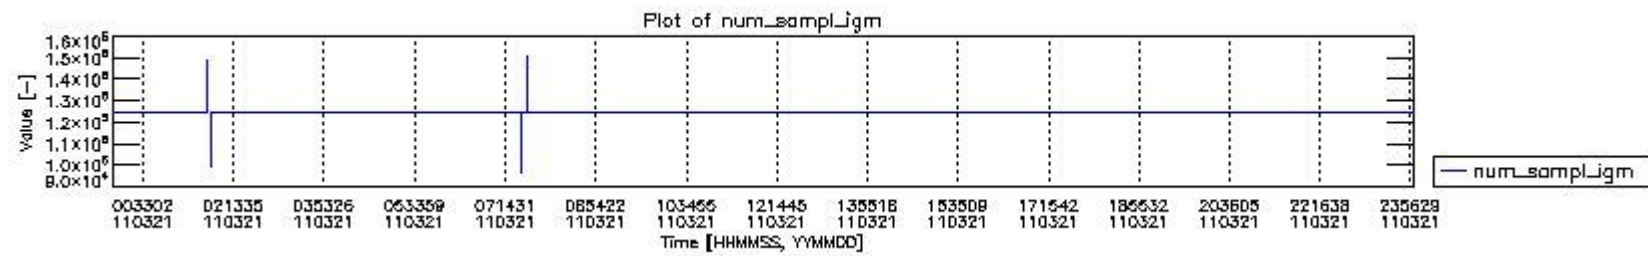 Plot of num_sampl_igm
1.6×10⁵
1.5×10⁵
1.4×10⁵
1.3×10⁵
1.2×10⁵
1.1×10⁵
1.0×10⁵
9.0×10⁴
Value [-]
003302 021335 035326 053359 071431 085422 103455 121445 135518 153509 171542 185532 203605 221638 235629
110321 110321 110321 110321 110321 110321 110321 110321 110321 110321 110321 110321 110321 110321 110321
Time [HHMMSS, YYMMDD]
num_sampl_igm